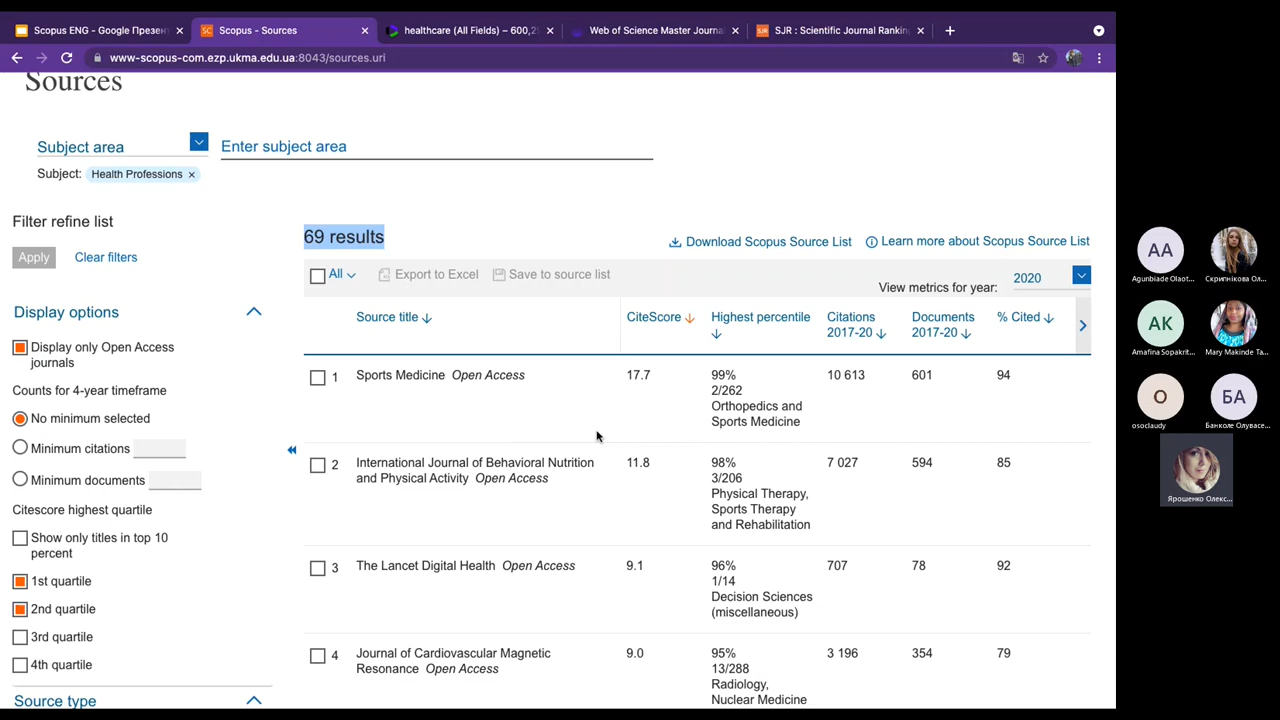 Scopus ENG - Google Презент
Scopus - Sources
healthcare (All Fields) – 600,2
Web of Science Master Journal
SJR : Scientific Journal Ranking
www-scopus-com.ezp.ukma.edu.ua:8043/sources.uri
Sources
Subject area
Enter subject area
Subject: Health Professions ×
Filter refine list
Apply
Clear filters
Display options
Display only Open Access
journals
Counts for 4-year timeframe
No minimum selected
Minimum citations
Minimum documents
Citescore highest quartile
Show only titles in top 10
percent
1st quartile
2nd quartile
3rd quartile
4th quartile
Source type
69 results
Download Scopus Source List
Learn more about Scopus Source List
All
Export to Excel
Save to source list
View metrics for year:
2020
Source title
CiteScore
Highest percentile
Citations
2017-20
Documents
2017-20
% Cited
1
Sports Medicine Open Access
17.7
99%
2/262
Orthopedics and
Sports Medicine
10 613
601
94
2
International Journal of Behavioral Nutrition
and Physical Activity Open Access
11.8
98%
3/206
Physical Therapy,
Sports Therapy
and Rehabilitation
7 027
594
85
3
The Lancet Digital Health Open Access
9.1
96%
1/14
Decision Sciences
(miscellaneous)
707
78
92
4
Journal of Cardiovascular Magnetic
Resonance Open Access
9.0
95%
13/288
Radiology,
Nuclear Medicine
3 196
354
79
AA
Agunbiade Olaot...
Скрипнікова Ол...
AK
Amafina Sopakrit...
Mary Makinde Ta...
O
osoclaudy
БА
Банколе Олувасе...
Ярошенко Олекс...